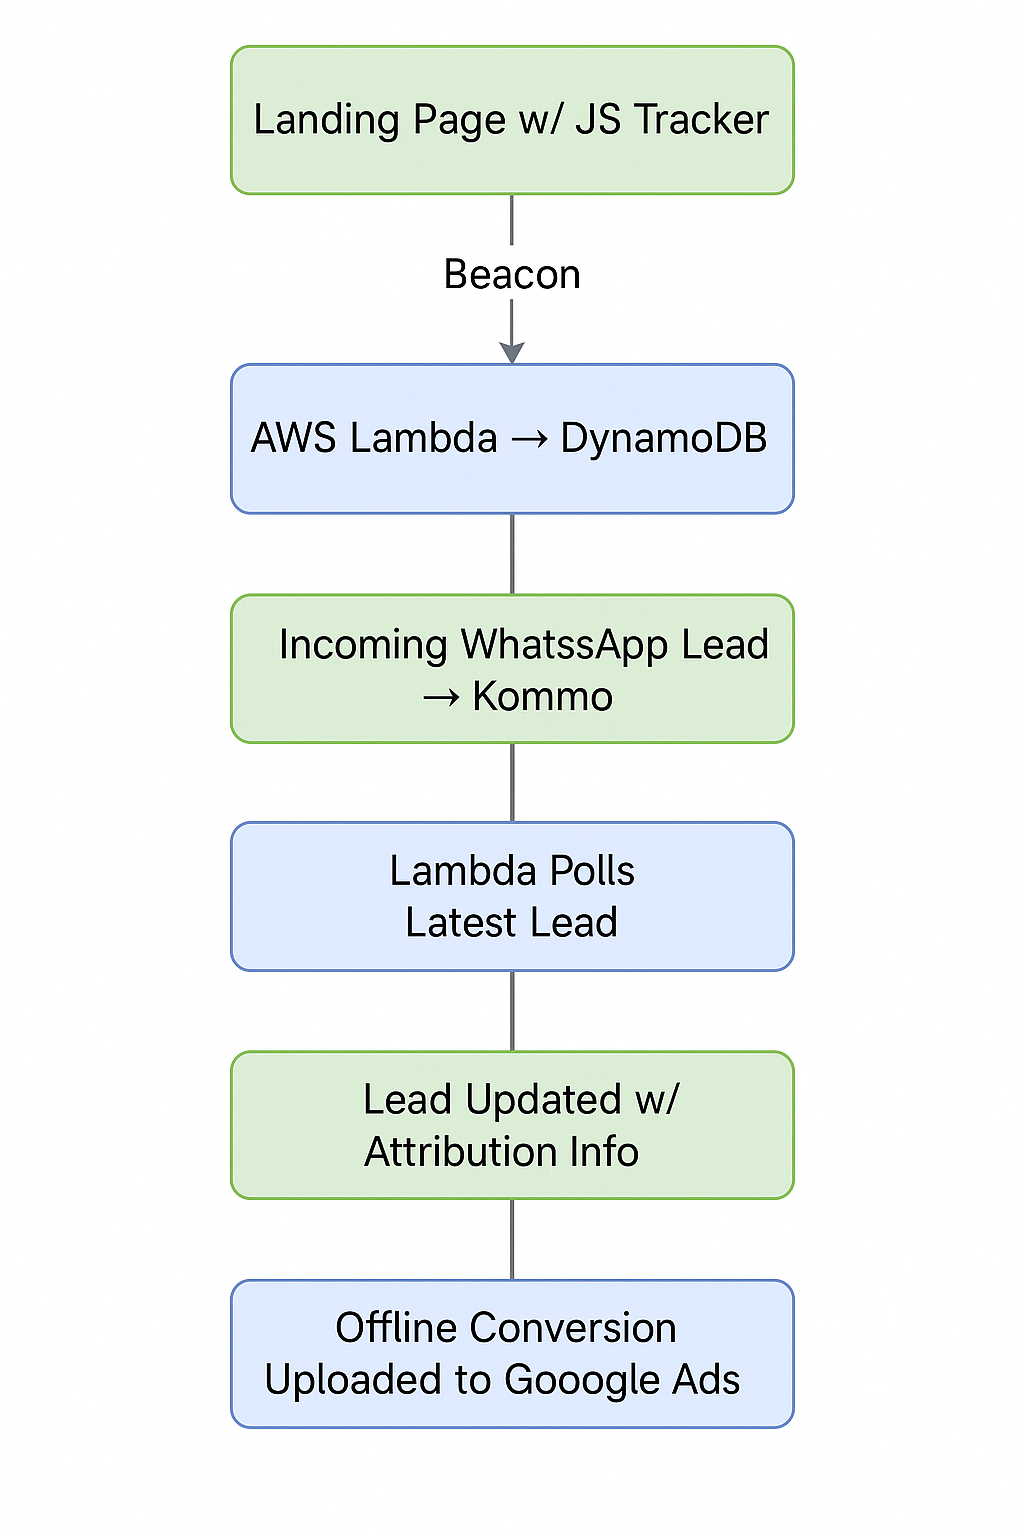 Landing Page w/ JS Tracker
Beacon
AWS Lambda → DynamoDB
Incoming WhatssApp Lead
→ Kommo
Lambda Polls
Latest Lead
Lead Updated w/
Attribution Info
Offline Conversion
Uploaded to Gooogle Ads